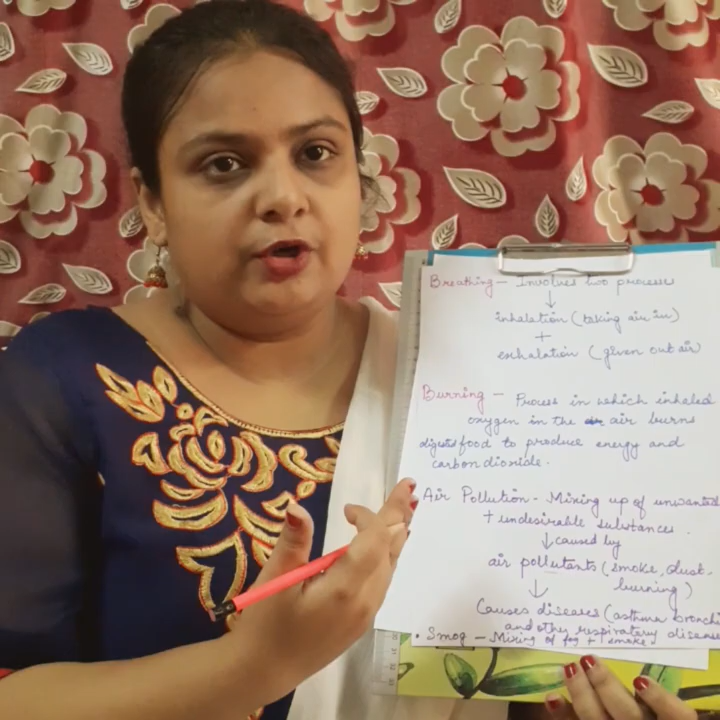 Breathing - Involves two processes
↓
inhalation (taking air in)
+
exhalation (given out air)
Burning - Process in which inhaled
oxygen in the air burns
digested food to produce energy and
carbon dioxide.
Air Pollution - Mixing up of unwanted
+ undesirable substances.
↓ caused by
air pollutants (smoke, dust,
burning)
↓
Causes diseases (asthma bronchi
and other respiratory disease
• Smog - Mixing of fog + smoke